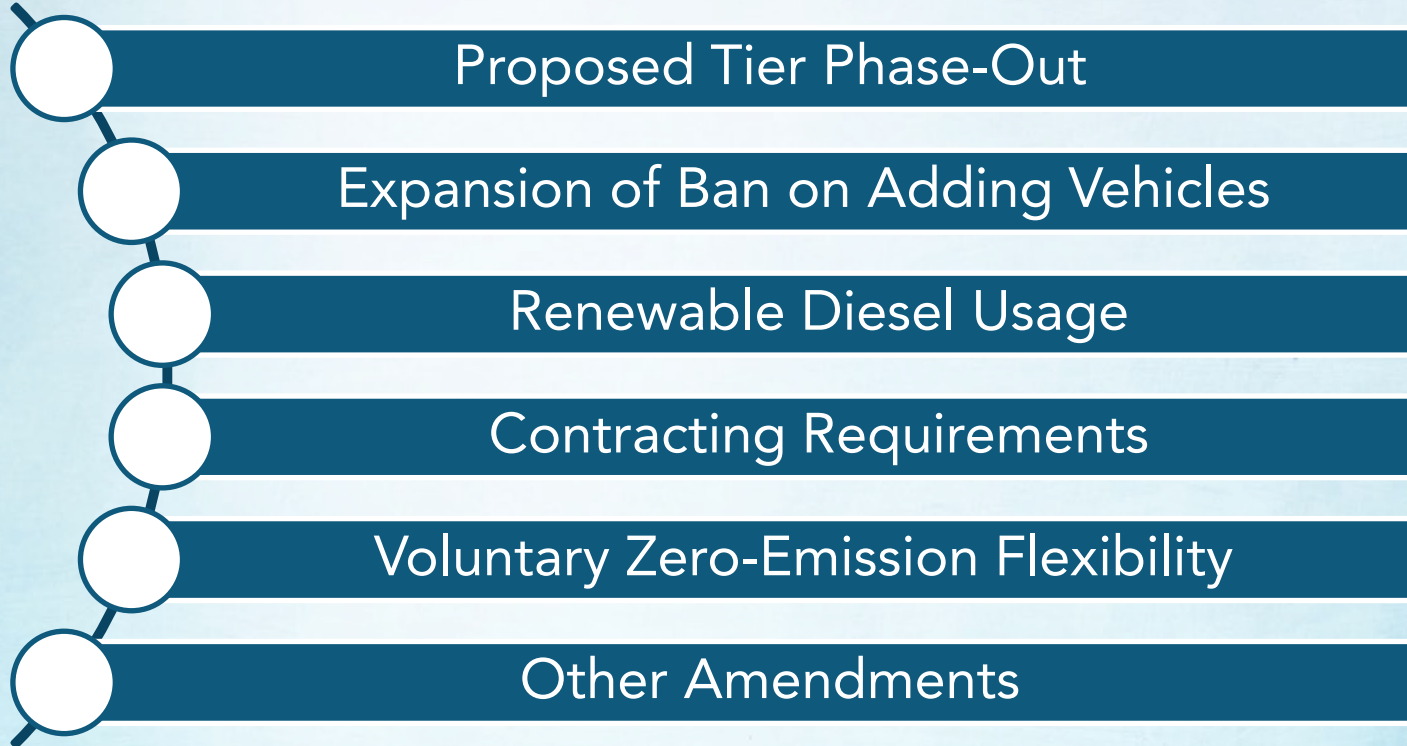 Proposed Tier Phase-Out
Expansion of Ban on Adding Vehicles
Renewable Diesel Usage
Contracting Requirements
Voluntary Zero-Emission Flexibility
Other Amendments